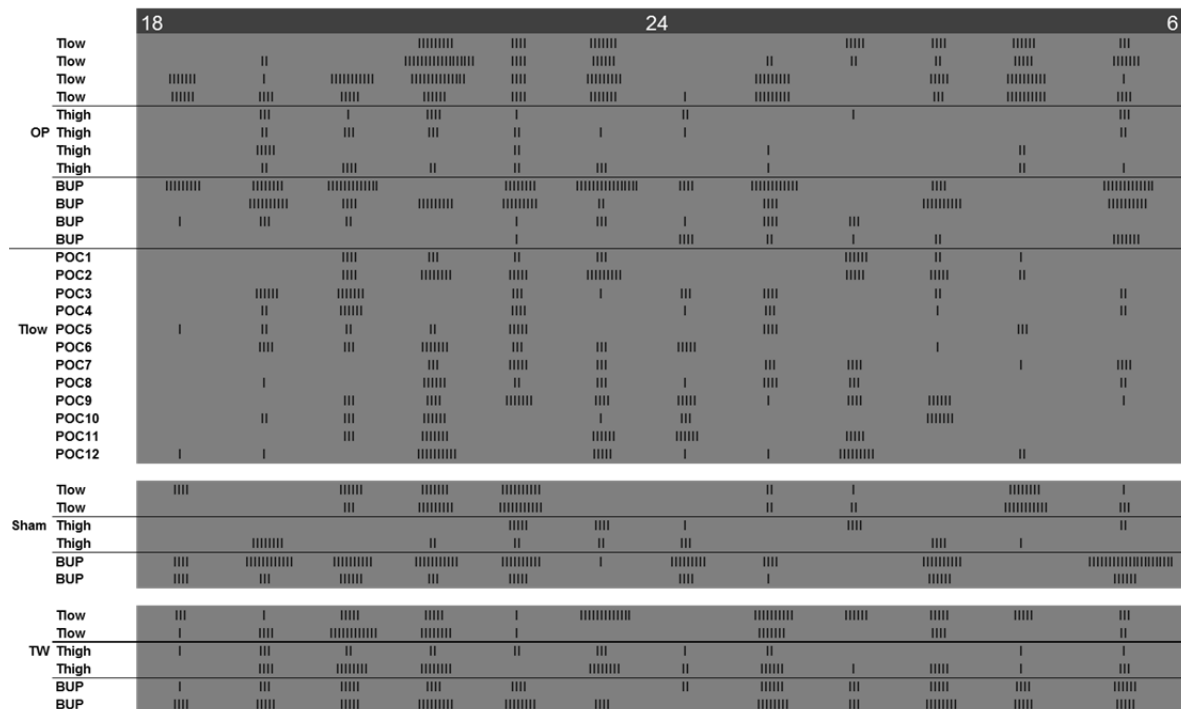 18 24 6
Tlow
Tlow
Tlow
Tlow
Thigh
OP Thigh
Thigh
Thigh
BUP
BUP
BUP
BUP
POC1
POC2
POC3
POC4
Tlow POC5
POC6
POC7
POC8
POC9
POC10
POC11
POC12
Tlow
Tlow
Sham Thigh
Thigh
BUP
BUP
Tlow
Tlow
TW Thigh
Thigh
BUP
BUP